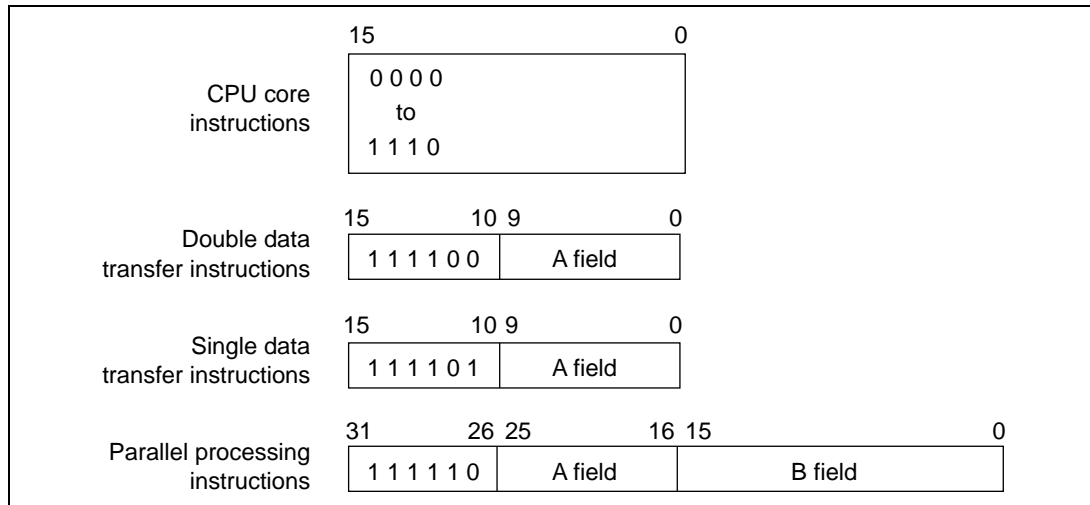 15 0
CPU core
instructions
0 0 0 0
to
1 1 1 0
15 10 9 0
Double data
transfer instructions
1 1 1 1 0 0 A field
15 10 9 0
Single data
transfer instructions
1 1 1 1 0 1 A field
31 26 25 16 15 0
Parallel processing
instructions
1 1 1 1 1 0 A field B field